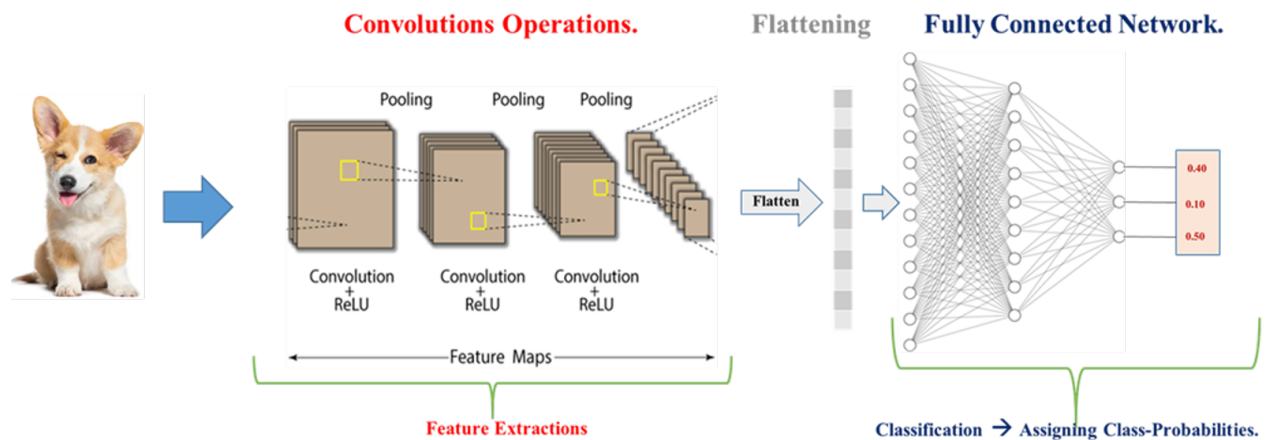 Convolutions Operations.
Flattening
Fully Connected Network.
Pooling
Pooling
Pooling
Convolution
+
ReLU
Convolution
+
ReLU
Convolution
+
ReLU
Feature Maps
Flatten
0.40
0.10
0.50
Feature Extractions
Classification → Assigning Class-Probabilities.